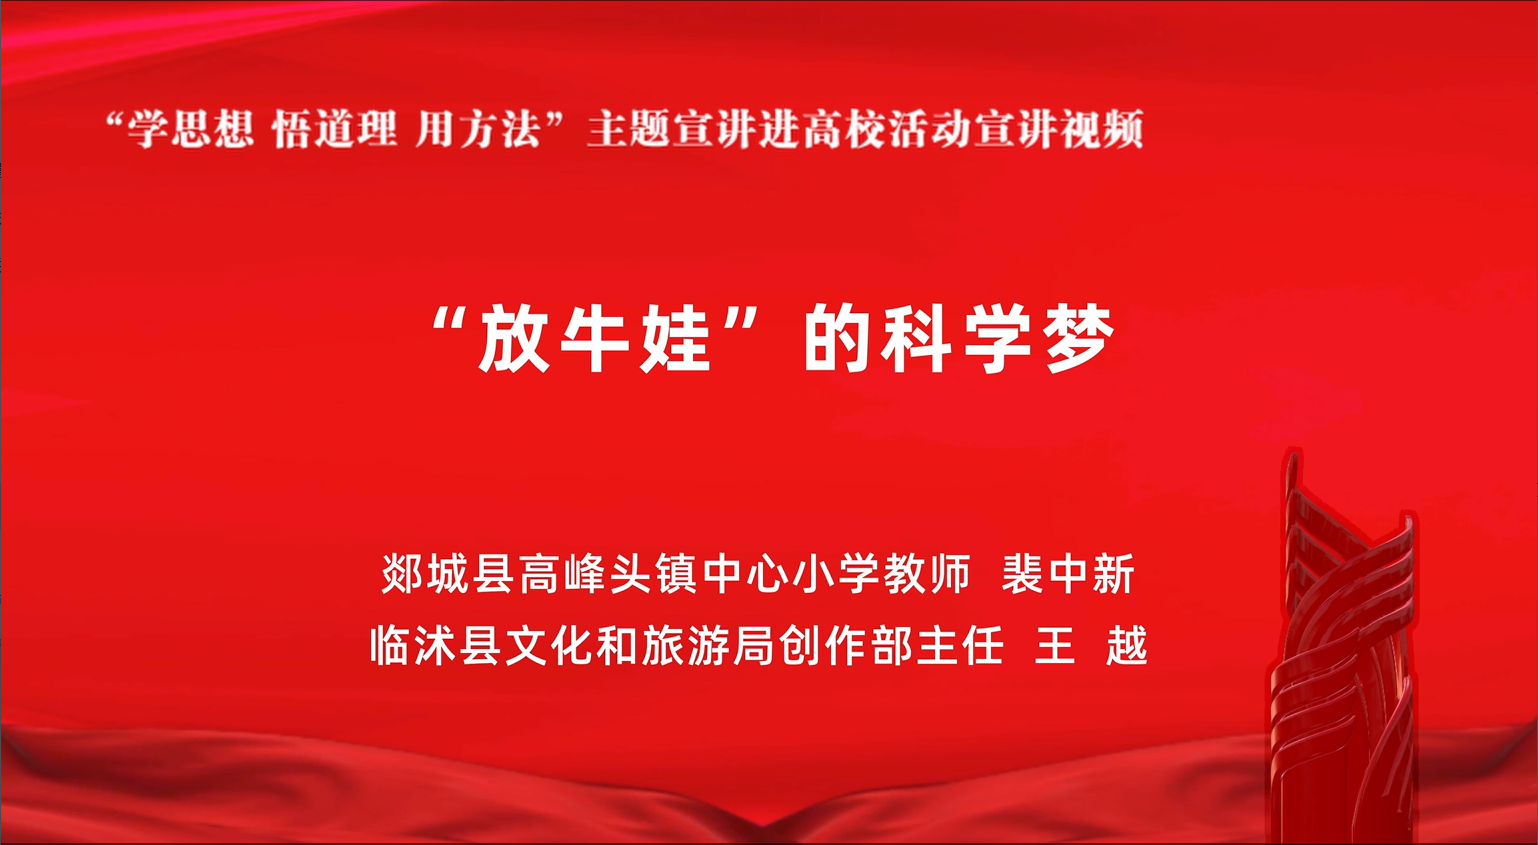 “学思想 悟道理 用方法”主题宣讲进高校活动宣讲视频
“放牛娃”的科学梦
郯城县高峰头镇中心小学教师 裴中新
临沭县文化和旅游局创作部主任 王 越